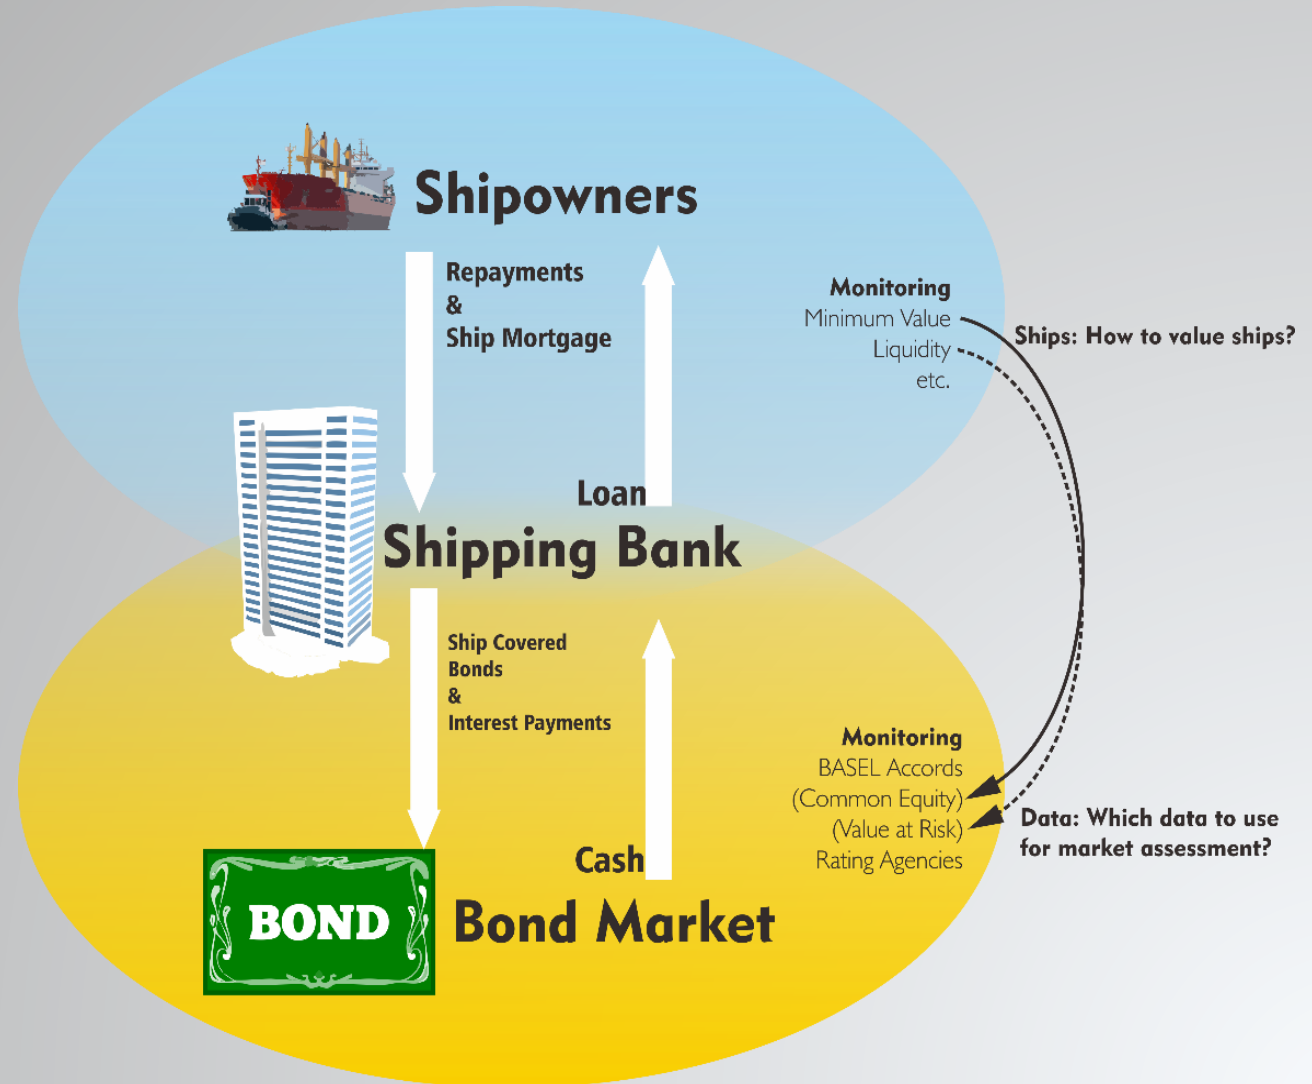 Shipowners
Repayments
&
Ship Mortgage
Monitoring
Minimum Value
Liquidity
etc.
Ships: How to value ships?
Loan
Shipping Bank
Ship Covered
Bonds
&
Interest Payments
Monitoring
BASEL Accords
(Common Equity)
(Value at Risk)
Rating Agencies
Data: Which data to use
for market assessment?
Cash
BOND
Bond Market